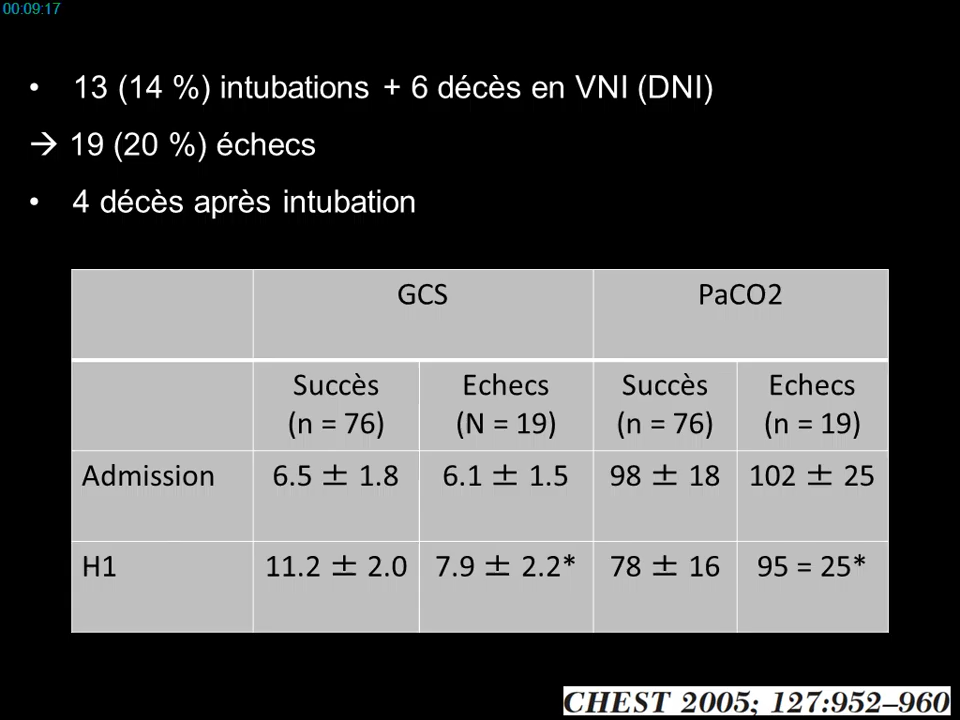 00:09:17
• 13 (14 %) intubations + 6 décès en VNI (DNI)
→ 19 (20 %) échecs
• 4 décès après intubation
GCS PaCO2
Succès (n = 76) Echecs (N = 19) Succès (n = 76) Echecs (n = 19)
Admission 6.5 ± 1.8 6.1 ± 1.5 98 ± 18 102 ± 25
H1 11.2 ± 2.0 7.9 ± 2.2* 78 ± 16 95 = 25*
CHEST 2005; 127:952–960